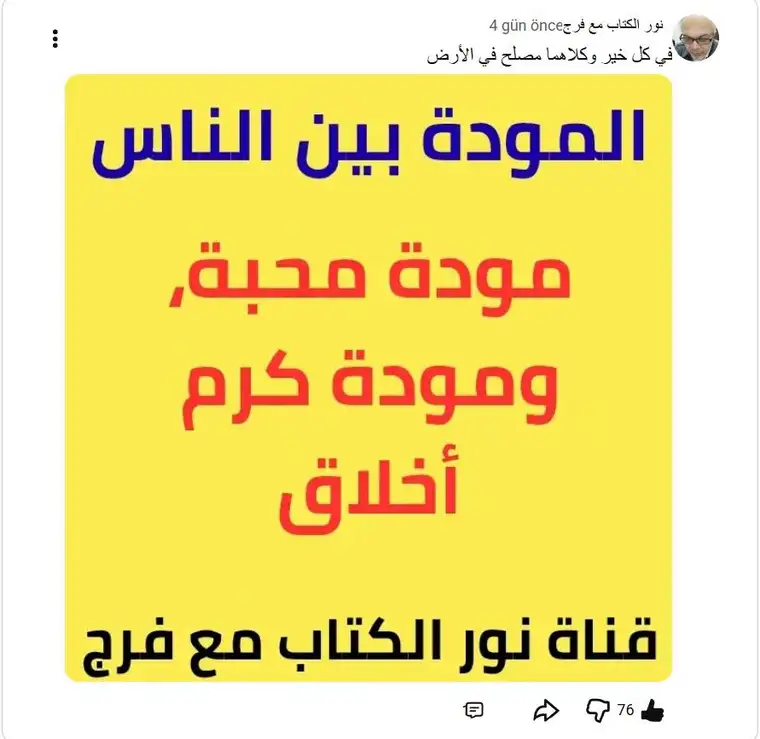 نور الكتاب مع فرج 4 gün önce
في كل خير وكلاهما مصلح في الأرض
المودة بين الناس
مودة محبة,
ومودة كرم
أخلاق
قناة نور الكتاب مع فرج
76